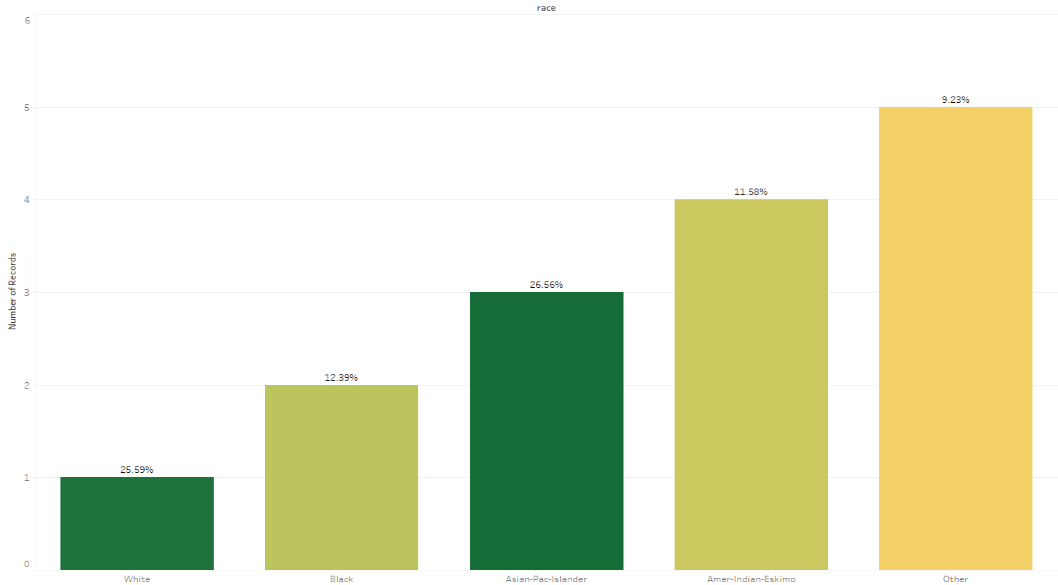 race
6
5
4
3
2
1
0
Number of Records
25.59%
12.39%
26.56%
11.58%
9.23%
White
Black
Asian-Pac-Islander
Amer-Indian-Eskimo
Other